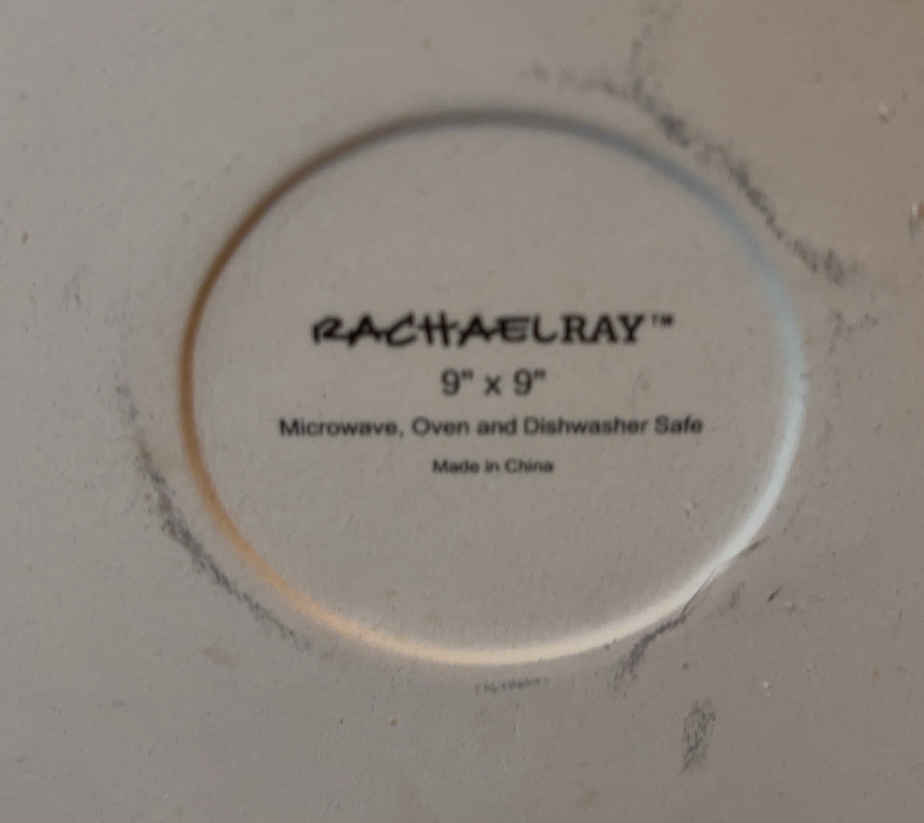 RACHAELRAY™
9" x 9"
Microwave, Oven and Dishwasher Safe
Made in China